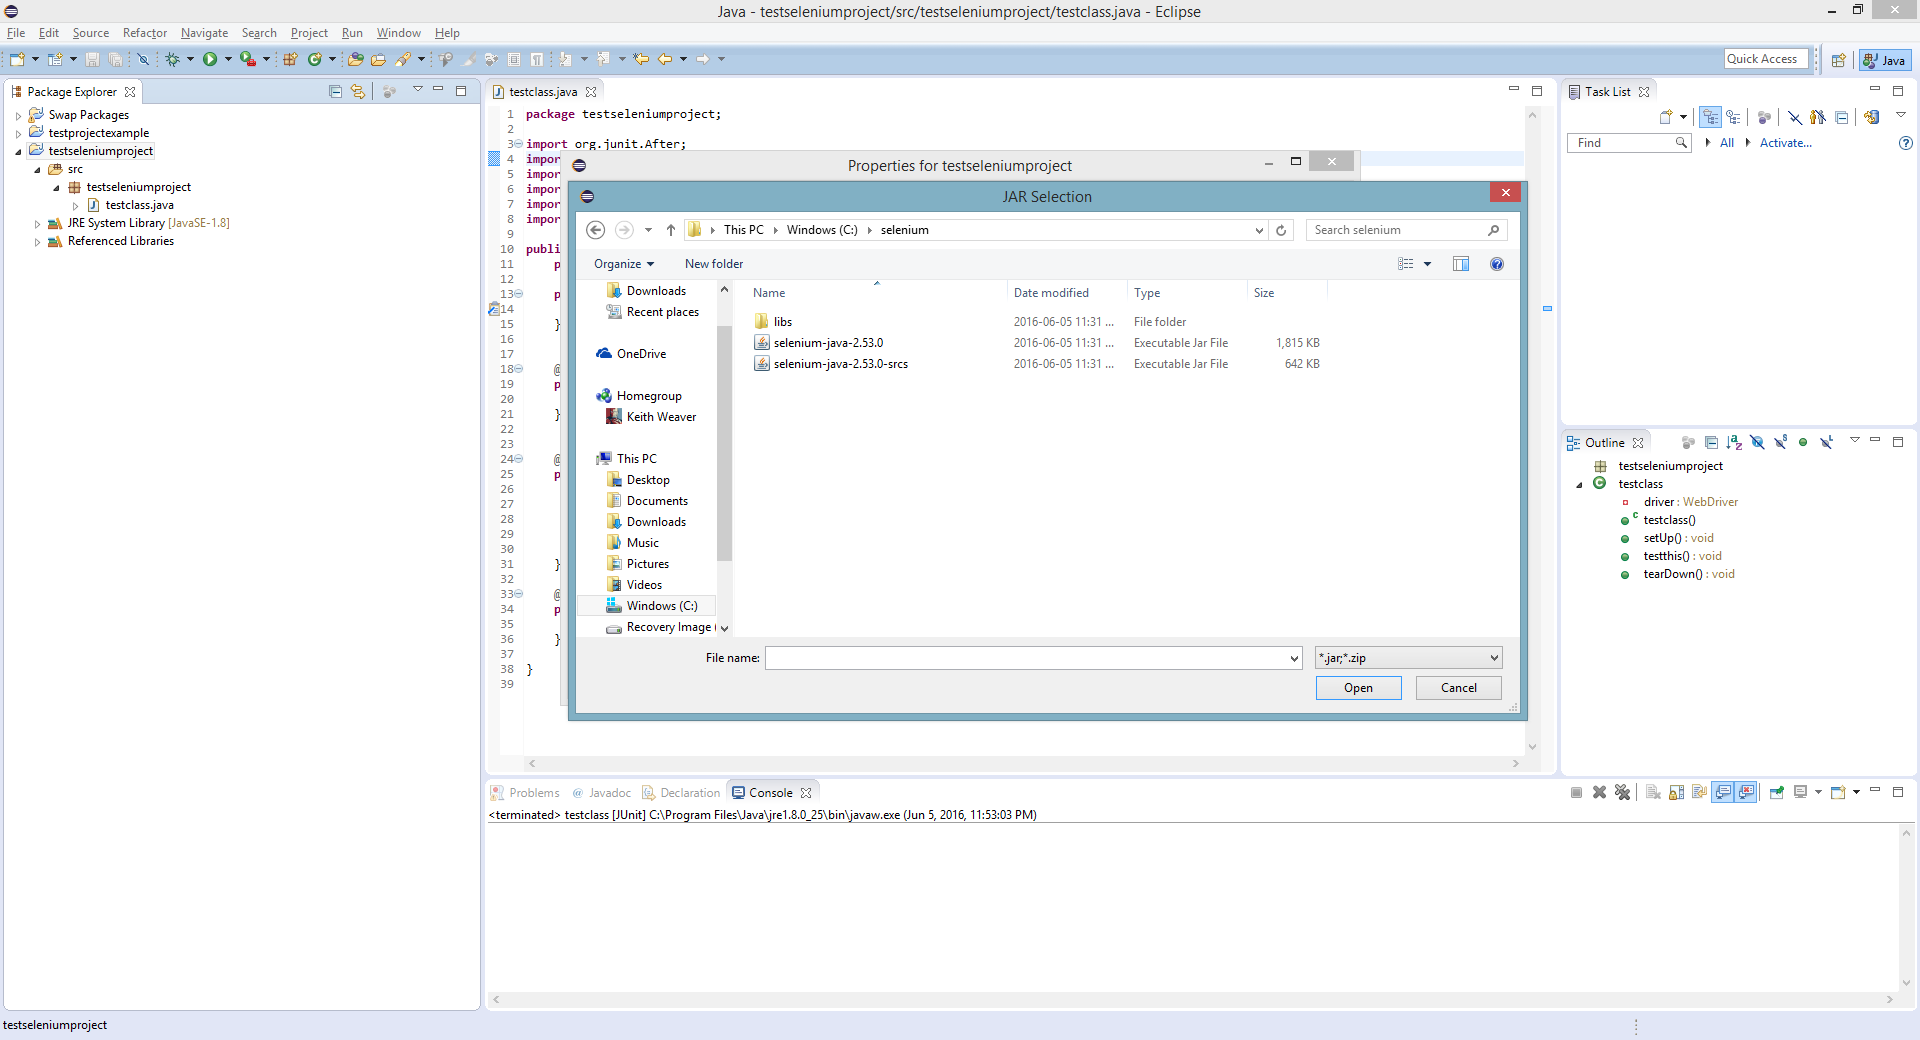 Java - testseleniumproject/src/testseleniumproject/testclass.java - Eclipse
File Edit Source Refactor Navigate Search Project Run Window Help
Quick Access
Java
Package Explorer
Swap Packages
testprojectexample
testseleniumproject
src
testseleniumproject
testclass.java
JRE System Library [JavaSE-1.8]
Referenced Libraries
testclass.java
1 package testseleniumproject;
2
3 import org.junit.After;
4 impor
5 impor
6 impor
7 impor
8 impor
9
10 publi
11 p
12
13 p
14
15 }
16
17
18 @
19 p
20
21 }
22
23
24 @
25 p
26
27
28
29
30
31 }
32
33 @
34 p
35
36 }
37
38 }
39
Properties for testseleniumproject
JAR Selection
This PC Windows (C:) selenium
Search selenium
Organize New folder
Downloads
Recent places
OneDrive
Homegroup
Keith Weaver
This PC
Desktop
Documents
Downloads
Music
Pictures
Videos
Windows (C:)
Recovery Image (
Name Date modified Type Size
libs 2016-06-05 11:31 ... File folder
selenium-java-2.53.0 2016-06-05 11:31 ... Executable Jar File 1,815 KB
selenium-java-2.53.0-srcs 2016-06-05 11:31 ... Executable Jar File 642 KB
File name:
*.jar;*.zip
Open Cancel
Task List
Find
All Activate...
Outline
testseleniumproject
testclass
driver : WebDriver
testclass()
setUp() : void
testthis() : void
tearDown() : void
Problems @ Javadoc Declaration Console
<terminated> testclass [JUnit] C:\Program Files\Java\jre1.8.0_25\bin\javaw.exe (Jun 5, 2016, 11:53:03 PM)
testseleniumproject